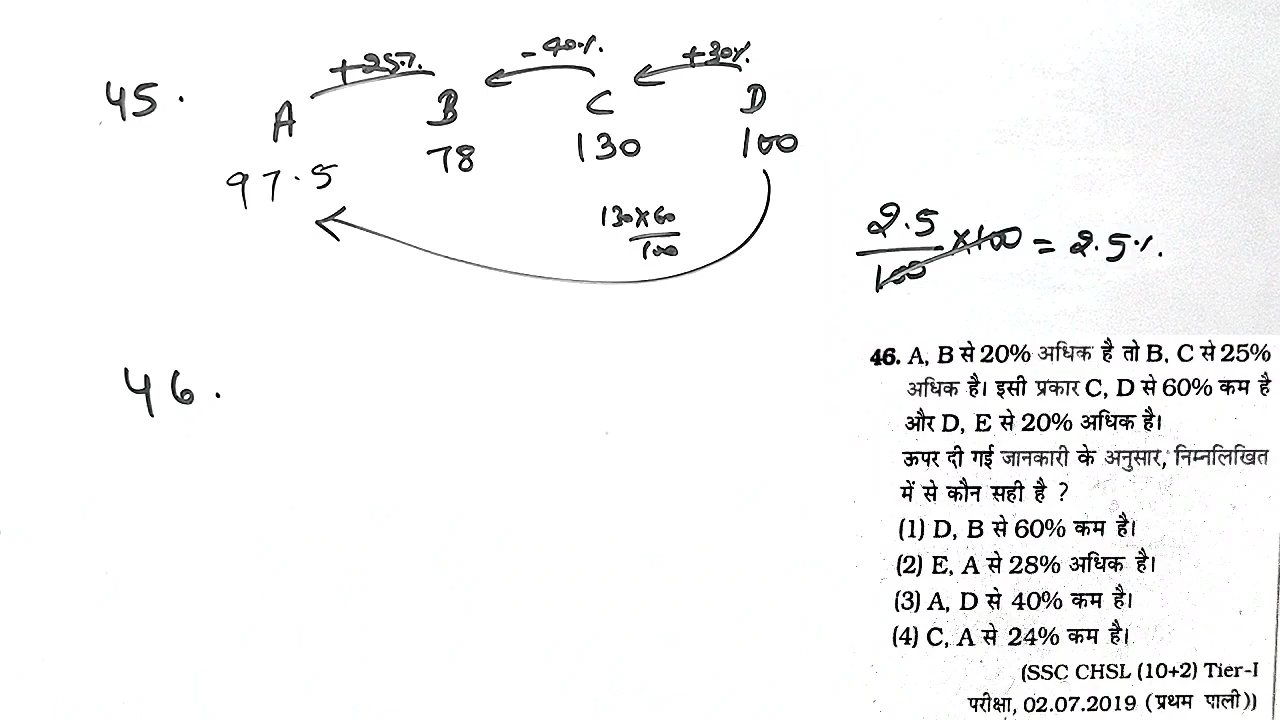 45.
+25%. -40%. +30%
A B C D
97.5 78 130 100
130×60
100
2.5
100 ×100 = 2.5%.
46.
46. A, B से 20% अधिक है तो B, C से 25%
अधिक है। इसी प्रकार C, D से 60% कम है
और D, E से 20% अधिक है।
ऊपर दी गई जानकारी के अनुसार, निम्नलिखित
में से कौन सही है ?
(1) D, B से 60% कम है।
(2) E, A से 28% अधिक है।
(3) A, D से 40% कम है।
(4) C, A से 24% कम है।
(SSC CHSL (10+2) Tier-I
परीक्षा, 02.07.2019 (प्रथम पाली))